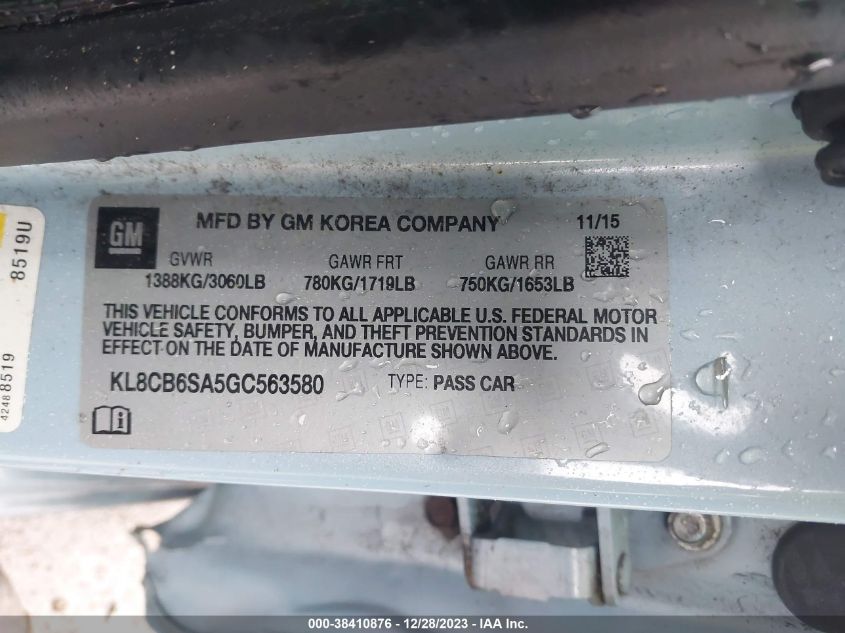 GM
MFD BY GM KOREA COMPANY 11/15
GVWR GAWR FRT GAWR RR
1388KG/3060LB 780KG/1719LB 750KG/1653LB
THIS VEHICLE CONFORMS TO ALL APPLICABLE U.S. FEDERAL MOTOR
VEHICLE SAFETY, BUMPER, AND THEFT PREVENTION STANDARDS IN
EFFECT ON THE DATE OF MANUFACTURE SHOWN ABOVE.
KL8CB6SA5GC563580 TYPE: PASS CAR
8519U
42488519
000-38410876 - 12/28/2023 - IAA Inc.